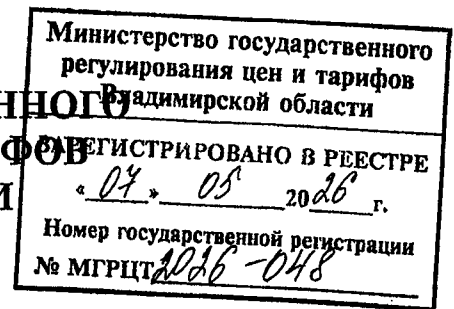 Министерство государственного
регулирования цен и тарифов
Владимирской области
ЗАРЕГИСТРИРОВАНО В РЕЕСТРЕ
«07» 05 2026 г.
Номер государственной регистрации
№ МГРЦТ 2026-048